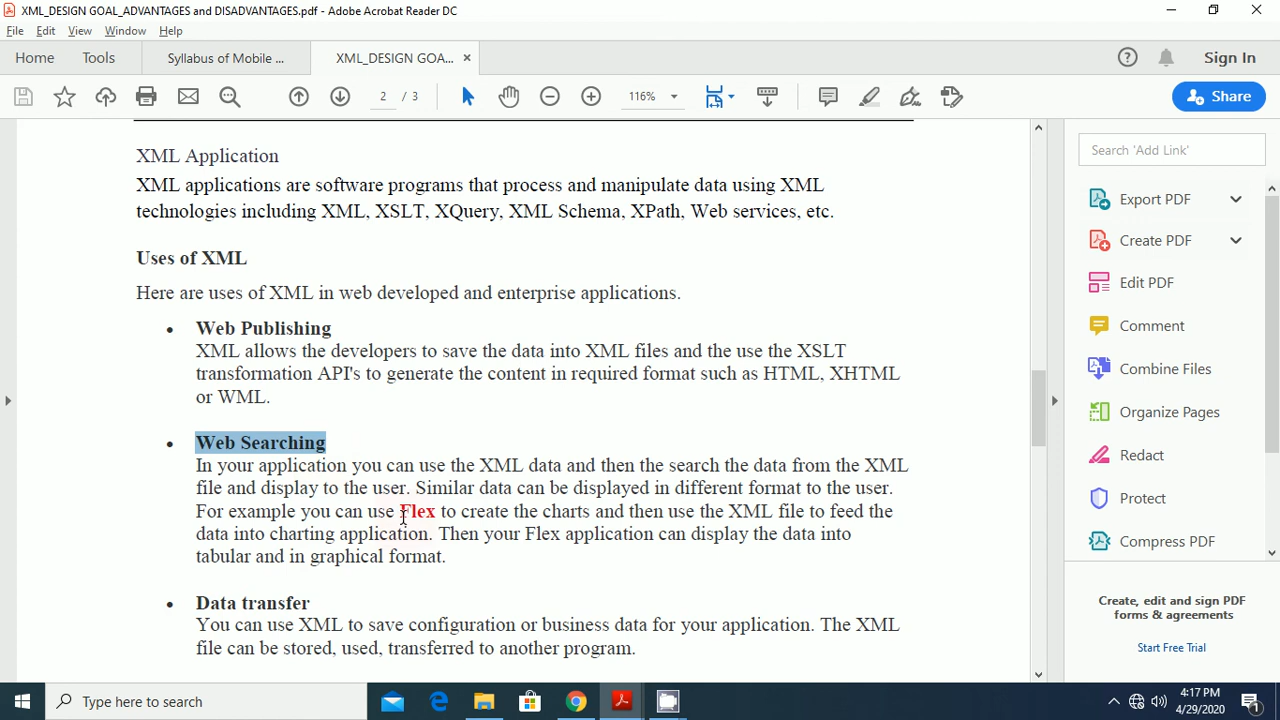 XML_DESIGN GOAL_ADVANTAGES and DISADVANTAGES.pdf - Adobe Acrobat Reader DC
File Edit View Window Help
Home Tools Syllabus of Mobile ... XML_DESIGN GOA... × Sign In
2 / 3 116% Share
XML Application
XML applications are software programs that process and manipulate data using XML
technologies including XML, XSLT, XQuery, XML Schema, XPath, Web services, etc.
Uses of XML
Here are uses of XML in web developed and enterprise applications.
• Web Publishing
XML allows the developers to save the data into XML files and the use the XSLT
transformation API's to generate the content in required format such as HTML, XHTML
or WML.
• Web Searching
In your application you can use the XML data and then the search the data from the XML
file and display to the user. Similar data can be displayed in different format to the user.
For example you can use Flex to create the charts and then use the XML file to feed the
data into charting application. Then your Flex application can display the data into
tabular and in graphical format.
• Data transfer
You can use XML to save configuration or business data for your application. The XML
file can be stored, used, transferred to another program.
Search 'Add Link'
Export PDF
Create PDF
Edit PDF
Comment
Combine Files
Organize Pages
Redact
Protect
Compress PDF
Create, edit and sign PDF
forms & agreements
Start Free Trial
Type here to search
4:17 PM
4/29/2020
1